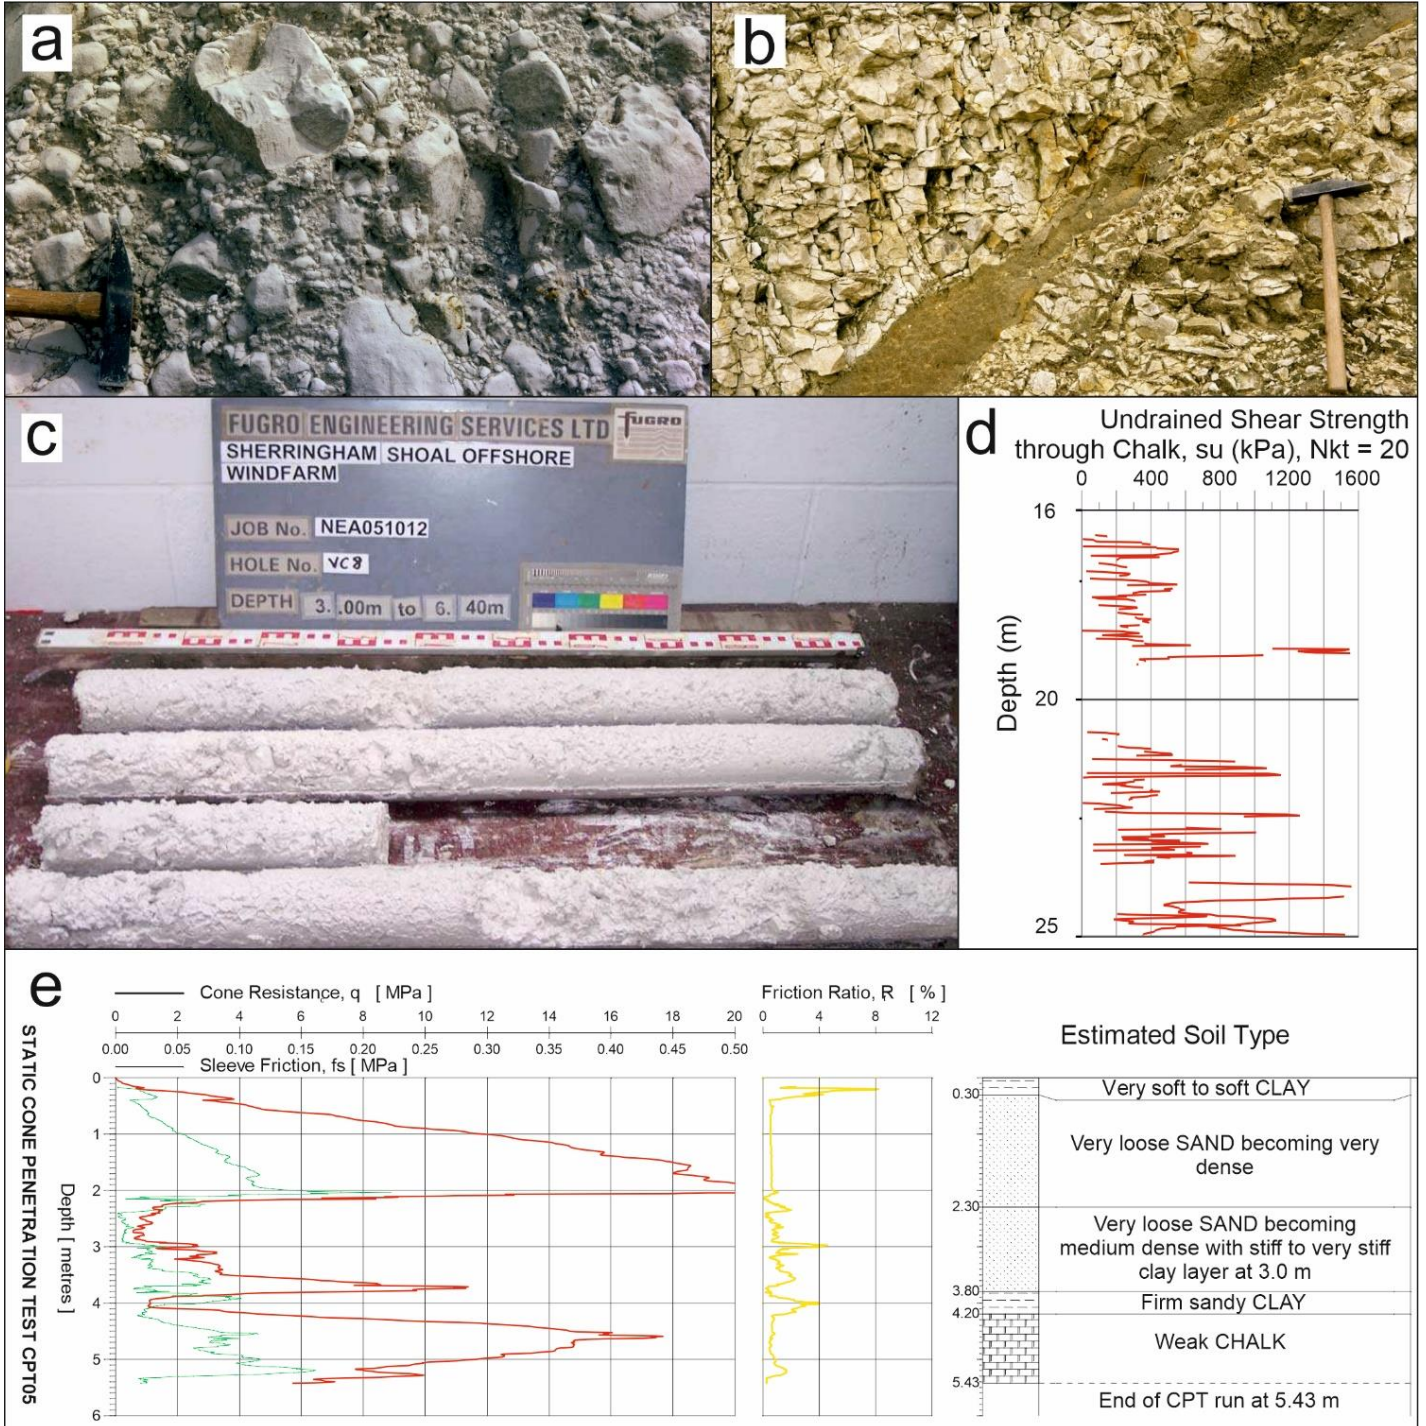 a
b
c
FUGRO ENGINEERING SERVICES LTD
fUGRO
SHERRINGHAM SHOAL OFFSHORE
WINDFARM
JOB No. NEA051012
HOLE No. VC8
DEPTH 3. .00m to 6. 40m
d
Undrained Shear Strength
through Chalk, su (kPa), Nkt = 20
0 400 800 1200 1600
Depth (m)
16
20
25
e
STATIC CONE PENETRATION TEST CPT05
Cone Resistance, q [ MPa ]
0 2 4 6 8 10 12 14 16 18 20
0.00 0.05 0.10 0.15 0.20 0.25 0.30 0.35 0.40 0.45 0.50
Sleeve Friction, fs [ MPa ]
Depth [ metres ]
0
1
2
3
4
5
6
Friction Ratio, R [ % ]
0 4 8 12
Estimated Soil Type
0.30
2.30
3.80
4.20
5.43
Very soft to soft CLAY
Very loose SAND becoming very
dense
Very loose SAND becoming
medium dense with stiff to very stiff
clay layer at 3.0 m
Firm sandy CLAY
Weak CHALK
End of CPT run at 5.43 m